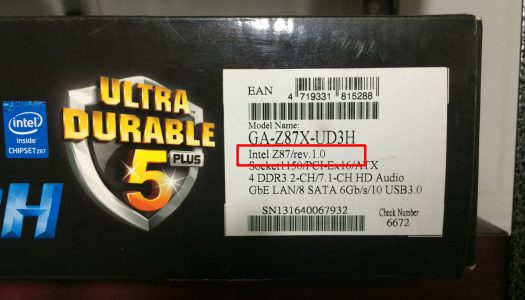 intel
inside
CHIPSET Z87
ULTRA
DURABLE
5 PLUS
H
EAN
4 719331 815288
Model Name:
GA-Z87X-UD3H
Intel Z87/rev.1.0
Socket1150/PCI-Ex16/ATX
4 DDR3 2-CH/7.1-CH HD Audio
GbE LAN/8 SATA 6Gb/s/10 USB3.0
SN131640067932
Check Number
6672